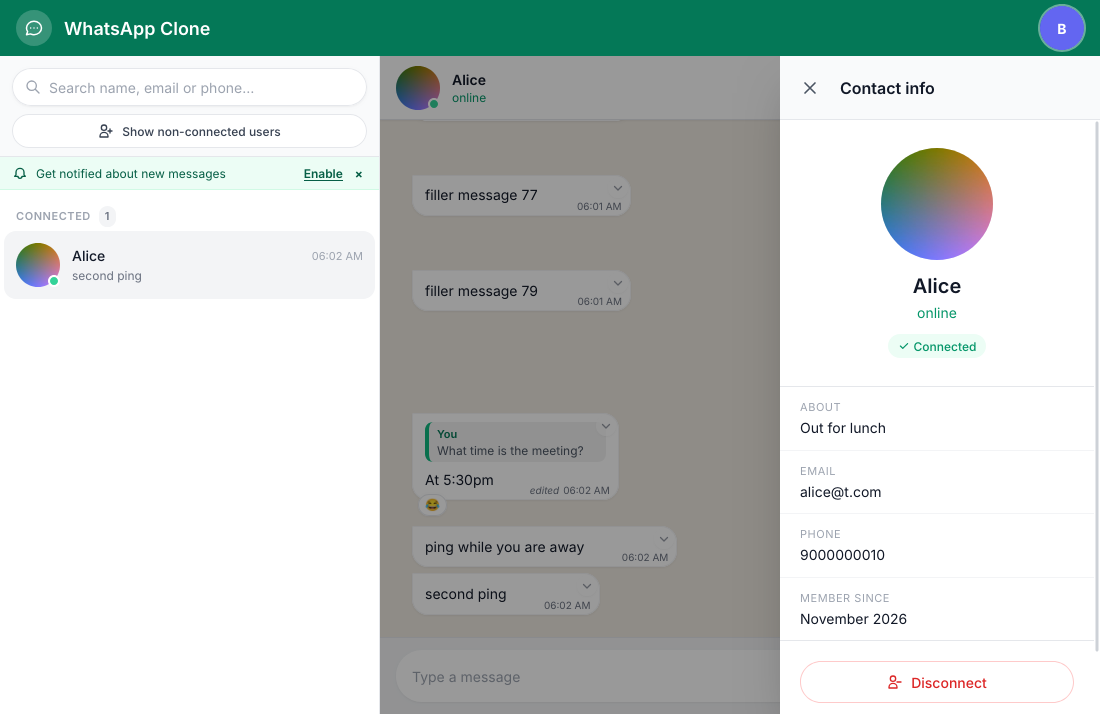 WhatsApp Clone
B
Search name, email or phone...
Show non-connected users
Get notified about new messages Enable ×
CONNECTED 1
Alice 06:02 AM
second ping
Alice
online
filler message 77
06:01 AM
filler message 79
06:01 AM
You
What time is the meeting?
At 5:30pm
edited 06:02 AM
😂
ping while you are away
06:02 AM
second ping
06:02 AM
Type a message
Contact info
Alice
online
Connected
ABOUT
Out for lunch
EMAIL
alice@t.com
PHONE
9000000010
MEMBER SINCE
November 2026
Disconnect